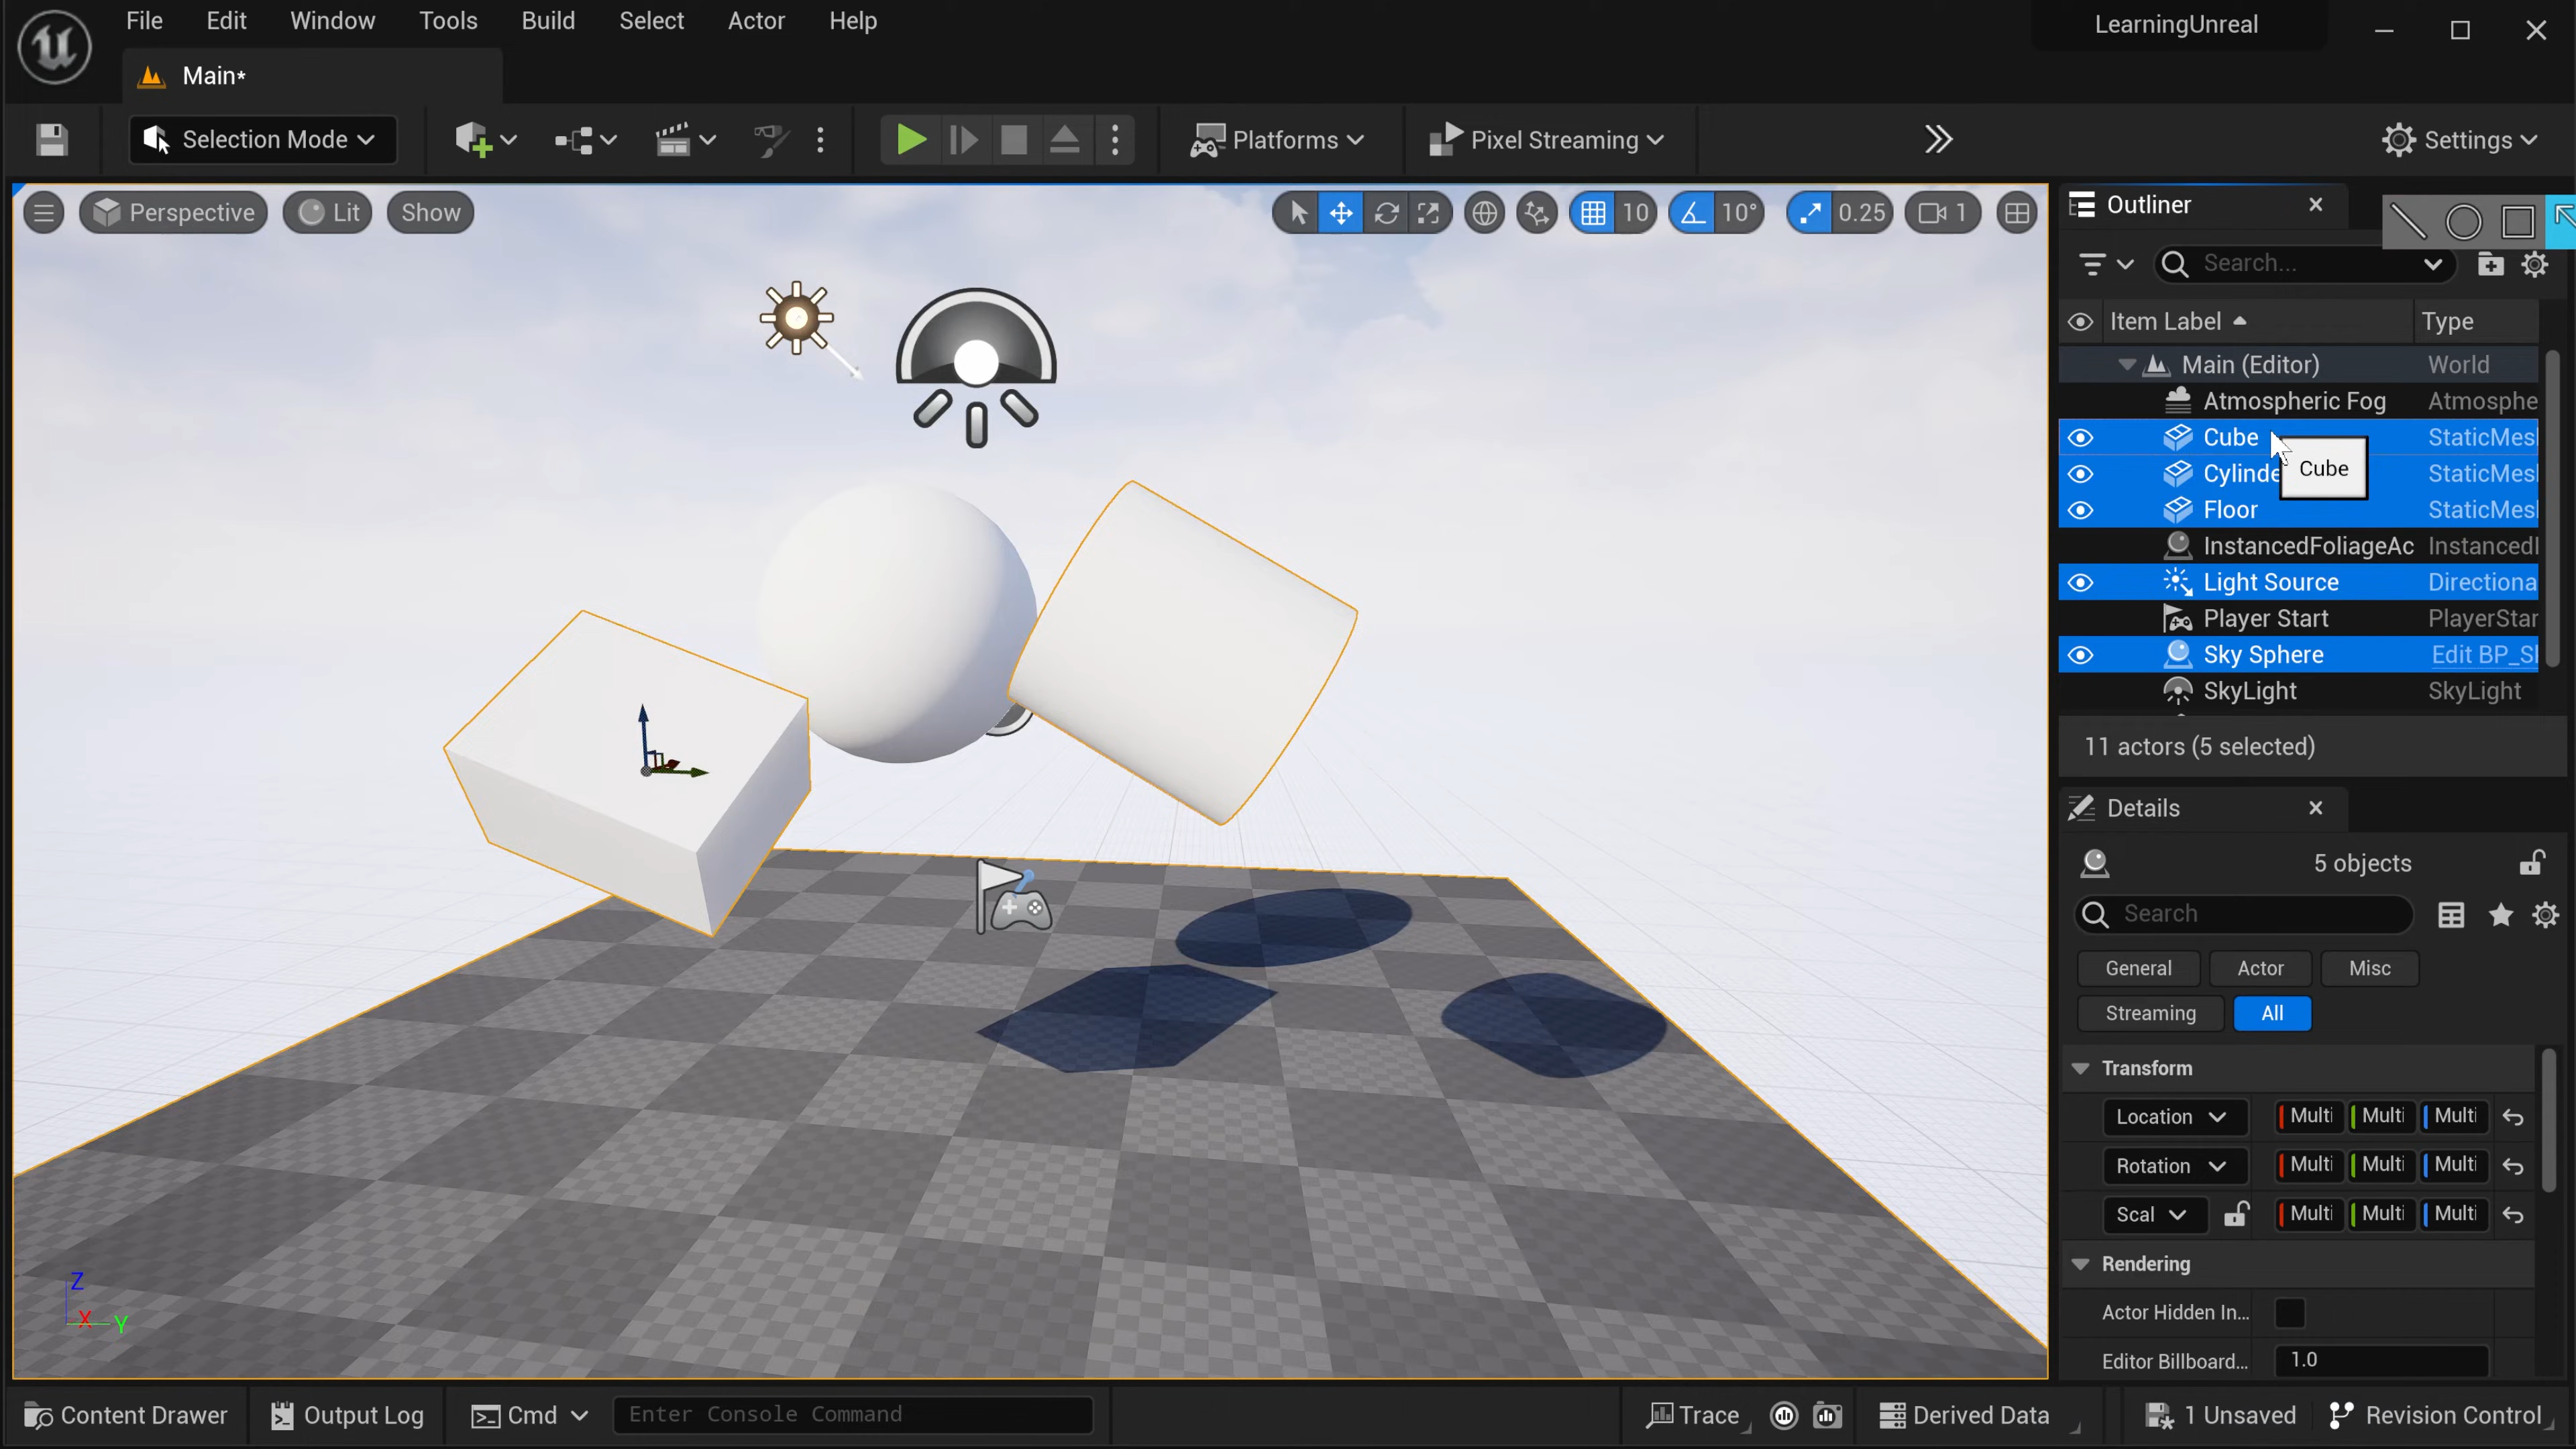 File Edit Window Tools Build Select Actor Help
LearningUnreal
Main*
Selection Mode
Platforms
Pixel Streaming
Settings
Perspective Lit Show
10 10° 0.25 1
Outliner
Search...
Item Label Type
Main (Editor) World
Atmospheric Fog Atmosphe
Cube StaticMesl
Cylinde StaticMesl
Cube
Floor StaticMesl
InstancedFoliageAc Instanced
Light Source Directiona
Player Start PlayerStar
Sky Sphere Edit BP_Sl
SkyLight SkyLight
11 actors (5 selected)
Details
5 objects
Search
General Actor Misc
Streaming All
Transform
Location Multi Multi Multi
Rotation Multi Multi Multi
Scal Multi Multi Multi
Rendering
Actor Hidden In...
Editor Billboard... 1.0
Z
X Y
Content Drawer Output Log Cmd Enter Console Command
Trace Derived Data 1 Unsaved Revision Control